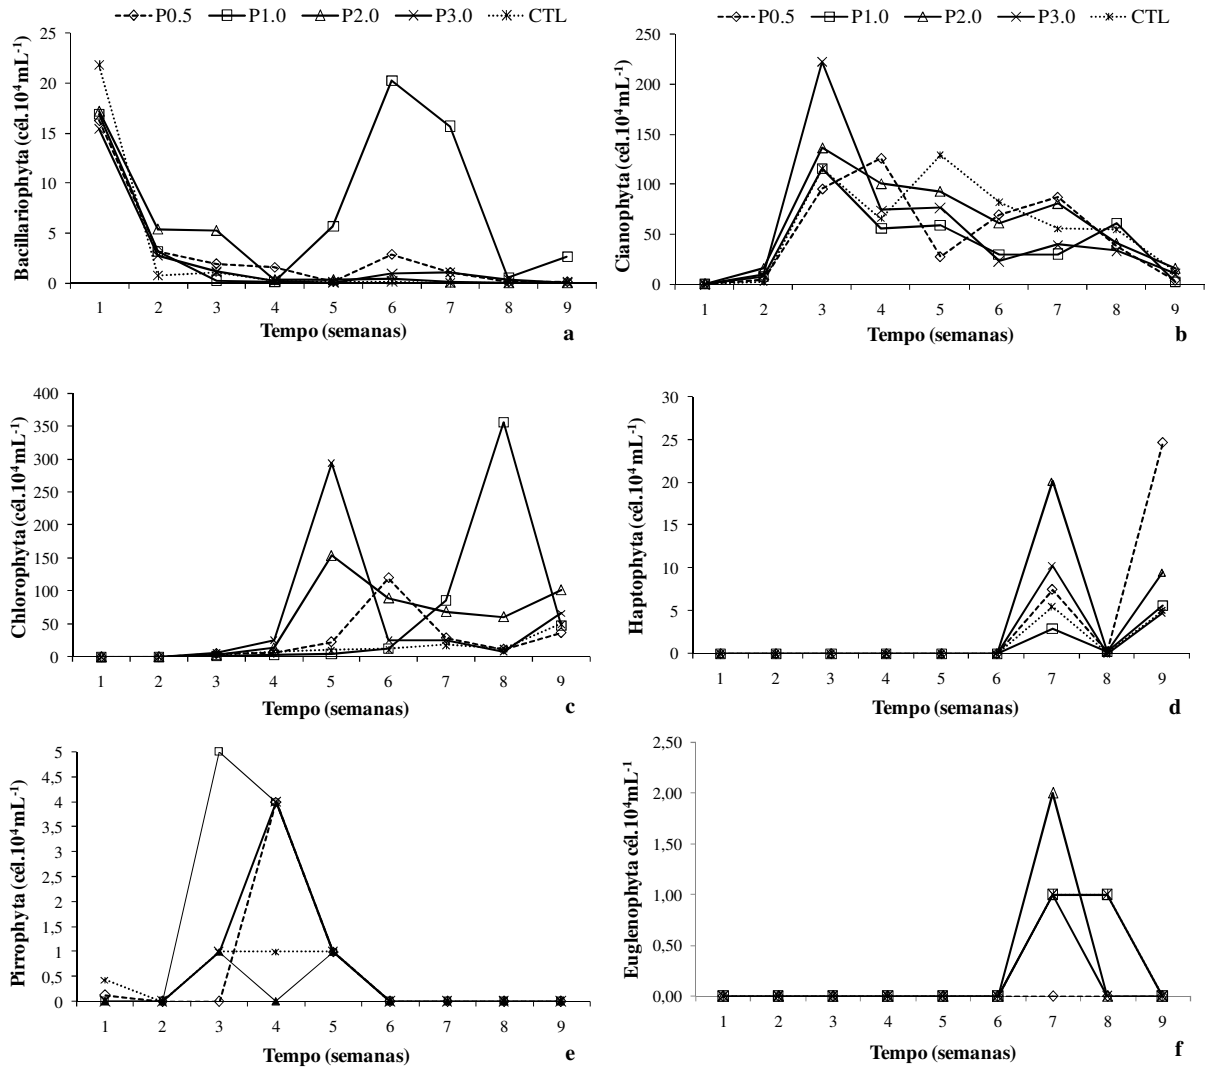 P0.5 P1.0 P2.0 P3.0 CTL
Bacillariophyta (cél.10⁴mL⁻¹)
25
20
15
10
5
0
1 2 3 4 5 6 7 8 9
Tempo (semanas)
a
P0.5 P1.0 P2.0 P3.0 CTL
Cianophyta (cél.10⁴mL⁻¹)
250
200
150
100
50
0
1 2 3 4 5 6 7 8 9
Tempo (semanas)
b
Chlorophyta (cél.10⁴mL⁻¹)
400
350
300
250
200
150
100
50
0
1 2 3 4 5 6 7 8 9
Tempo (semanas)
c
Haptophyta (cél.10⁴mL⁻¹)
30
25
20
15
10
5
0
1 2 3 4 5 6 7 8 9
Tempo (semanas)
d
Pirrophyta (cél.10⁴mL⁻¹)
5
4,5
4
3,5
3
2,5
2
1,5
1
0,5
0
1 2 3 4 5 6 7 8 9
Tempo (semanas)
e
Euglenophyta cél.10⁴mL⁻¹
2,50
2,00
1,50
1,00
0,50
0,00
1 2 3 4 5 6 7 8 9
Tempo (semanas)
f